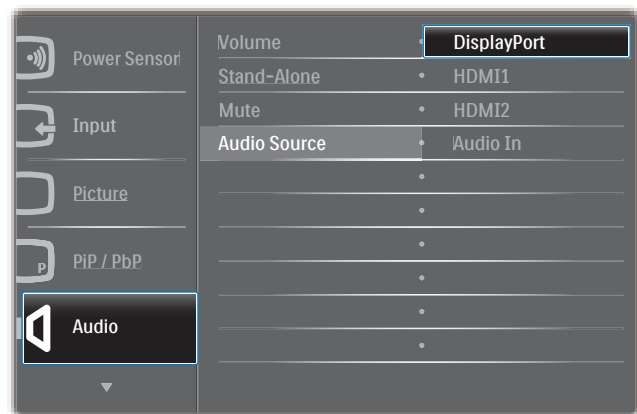 Power Sensor
Input
Picture
PiP / PbP
P
Audio
Volume
Stand-Alone
Mute
Audio Source
DisplayPort
HDMI1
HDMI2
Audio In